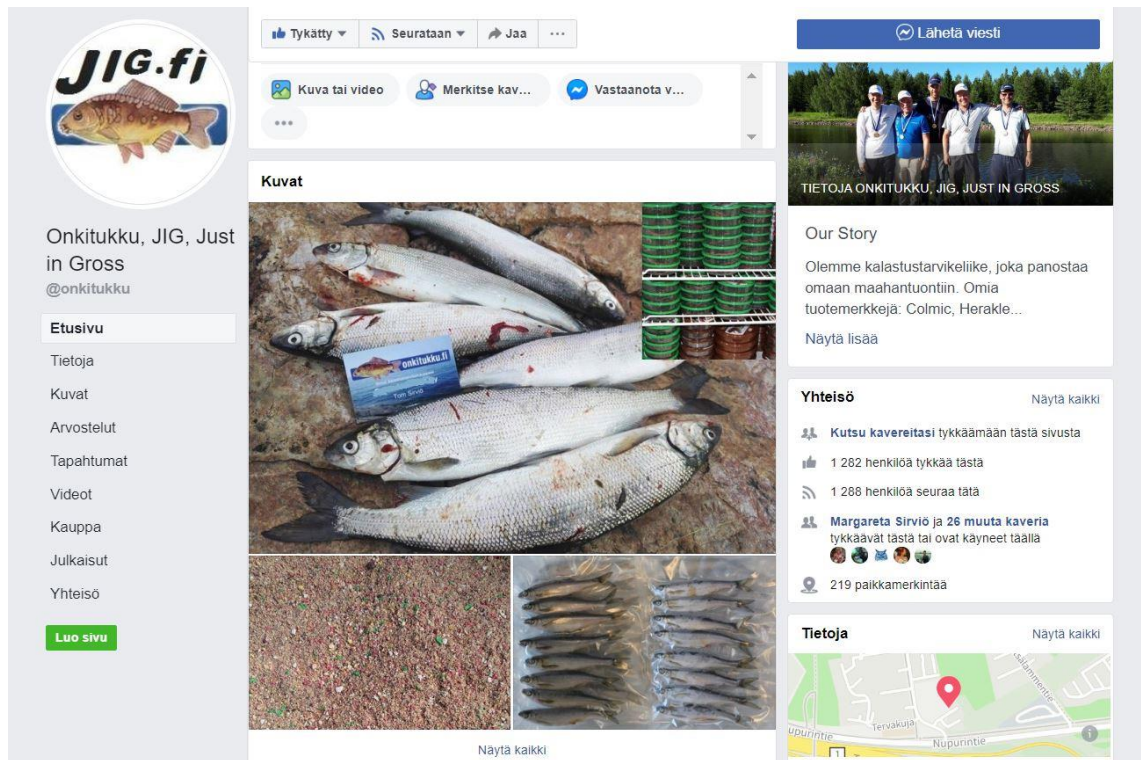 JIG.fi
Onkitukku, JIG, Just
in Gross
@onkitukku
Etusivu
Tietoja
Kuvat
Arvostelut
Tapahtumat
Videot
Kauppa
Julkaisut
Yhteisö
Luo sivu
Tykätty
Seurataan
Jaa
Kuva tai video
Merkitse kav...
Vastaanota v...
Kuvat
onkitukku.fi
Tom Sirviö
Näytä kaikki
Lähetä viesti
TIETOJA ONKITUKKU, JIG, JUST IN GROSS
Our Story
Olemme kalastustarvikeliike, joka panostaa
omaan maahantuontiin. Omia
tuotemerkkejä: Colmic, Herakle...
Näytä lisää
Yhteisö
Näytä kaikki
Kutsu kavereitasi tykkäämään tästä sivusta
1 282 henkilöä tykkää tästä
1 288 henkilöä seuraa tätä
Margareta Sirviö ja 26 muuta kaveria
tykkäävät tästä tai ovat käyneet täällä
219 paikkamerkintää
Tietoja
Näytä kaikki
Tervakuja
Nupurintie
1